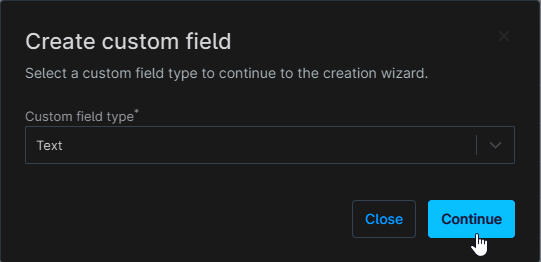 Create custom field
Select a custom field type to continue to the creation wizard.
Custom field type*
Text
Close
Continue